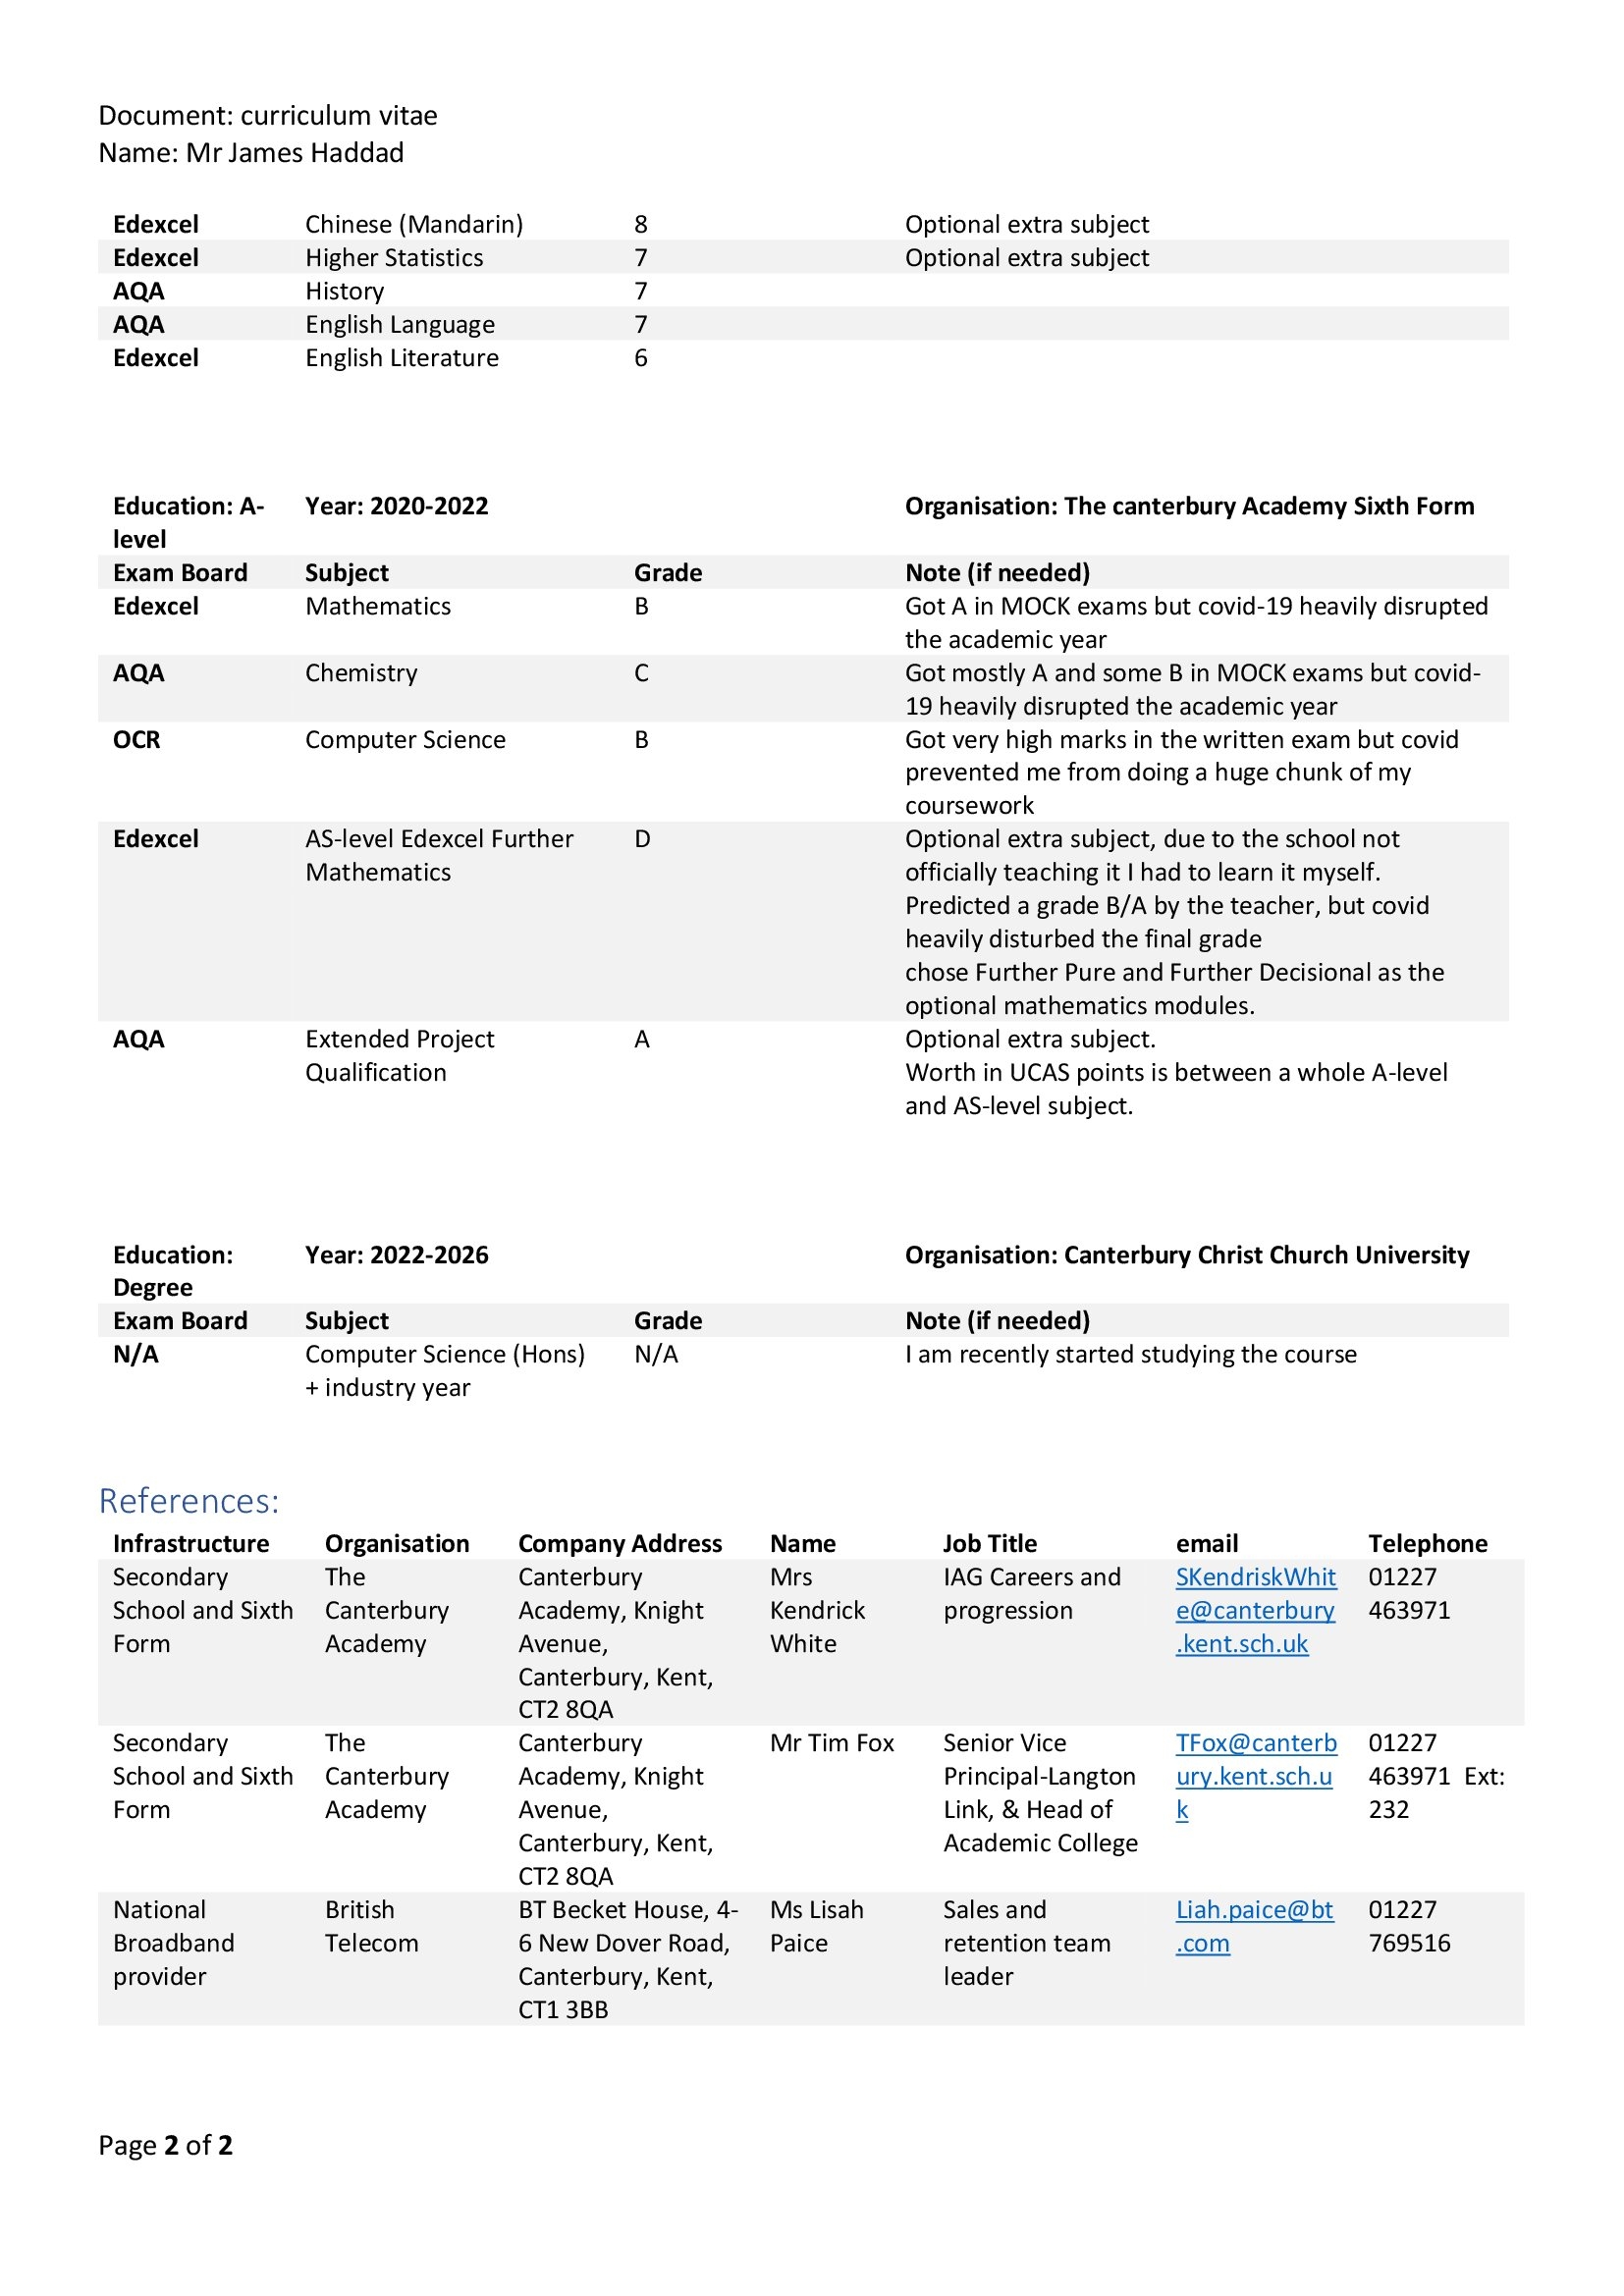 Document: curriculum vitae
Name: Mr James Haddad
Edexcel Chinese (Mandarin) 8 Optional extra subject
Edexcel Higher Statistics 7 Optional extra subject
AQA History 7
AQA English Language 7
Edexcel English Literature 6
Education: A- Year: 2020-2022 Organisation: The canterbury Academy Sixth Form
level
Exam Board Subject Grade Note (if needed)
Edexcel Mathematics B Got A in MOCK exams but covid-19 heavily disrupted
the academic year
AQA Chemistry C Got mostly A and some B in MOCK exams but covid-
19 heavily disrupted the academic year
OCR Computer Science B Got very high marks in the written exam but covid
prevented me from doing a huge chunk of my
coursework
Edexcel AS-level Edexcel Further D Optional extra subject, due to the school not
Mathematics officially teaching it I had to learn it myself.
Predicted a grade B/A by the teacher, but covid
heavily disturbed the final grade
chose Further Pure and Further Decisional as the
optional mathematics modules.
AQA Extended Project A Optional extra subject.
Qualification Worth in UCAS points is between a whole A-level
and AS-level subject.
Education: Year: 2022-2026 Organisation: Canterbury Christ Church University
Degree
Exam Board Subject Grade Note (if needed)
N/A Computer Science (Hons) N/A I am recently started studying the course
+ industry year
References:
Infrastructure Organisation Company Address Name Job Title email Telephone
Secondary The Canterbury Mrs IAG Careers and SKendriskWhit 01227
School and Sixth Canterbury Academy, Knight Kendrick progression e@canterbury 463971
Form Academy Avenue, White .kent.sch.uk
Canterbury, Kent,
CT2 8QA
Secondary The Canterbury Mr Tim Fox Senior Vice TFox@canterb 01227
School and Sixth Canterbury Academy, Knight Principal-Langton ury.kent.sch.u 463971 Ext:
Form Academy Avenue, Link, & Head of k 232
Canterbury, Kent, Academic College
CT2 8QA
National British BT Becket House, 4- Ms Lisah Sales and Liah.paice@bt 01227
Broadband Telecom 6 New Dover Road, Paice retention team .com 769516
provider Canterbury, Kent, leader
CT1 3BB
Page 2 of 2